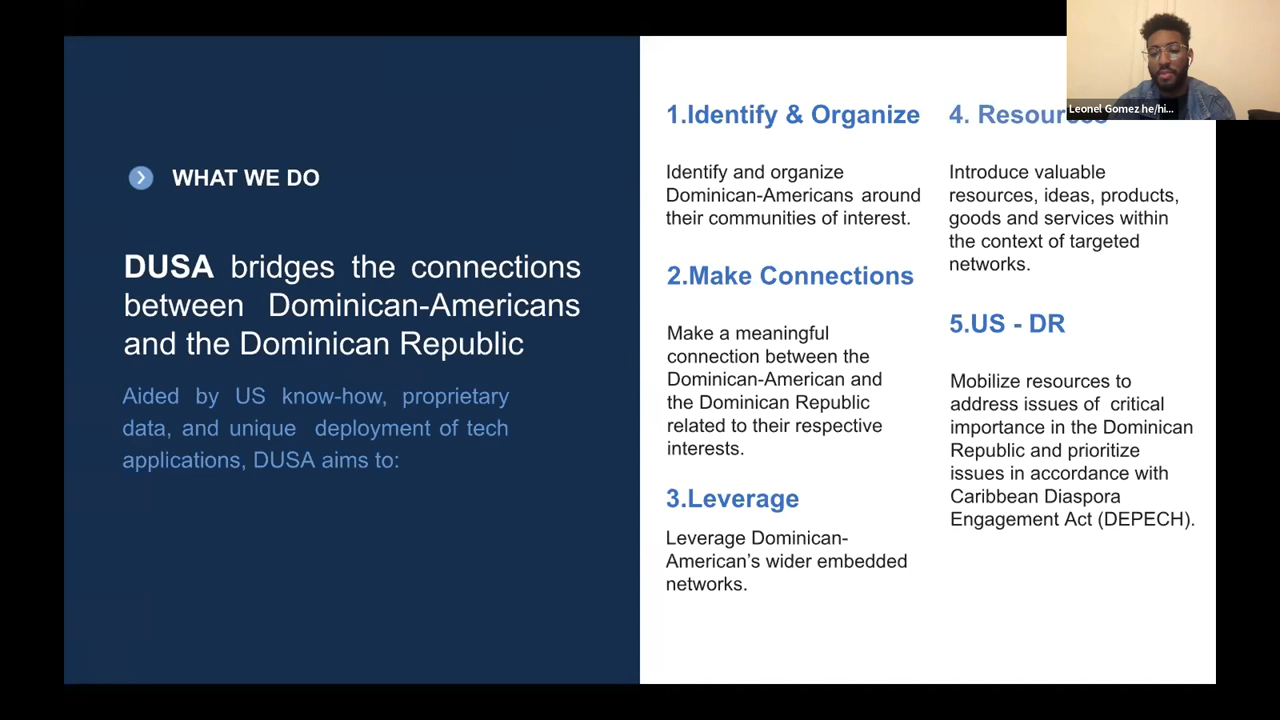 WHAT WE DO
DUSA bridges the connections
between Dominican-Americans
and the Dominican Republic
Aided by US know-how, proprietary
data, and unique deployment of tech
applications, DUSA aims to:
1.Identify & Organize
Identify and organize
Dominican-Americans around
their communities of interest.
2.Make Connections
Make a meaningful
connection between the
Dominican-American and
the Dominican Republic
related to their respective
interests.
3.Leverage
Leverage Dominican-
American’s wider embedded
networks.
4. Resources
Introduce valuable
resources, ideas, products,
goods and services within
the context of targeted
networks.
5.US - DR
Mobilize resources to
address issues of critical
importance in the Dominican
Republic and prioritize
issues in accordance with
Caribbean Diaspora
Engagement Act (DEPECH).
Leonel Gomez he/hi...